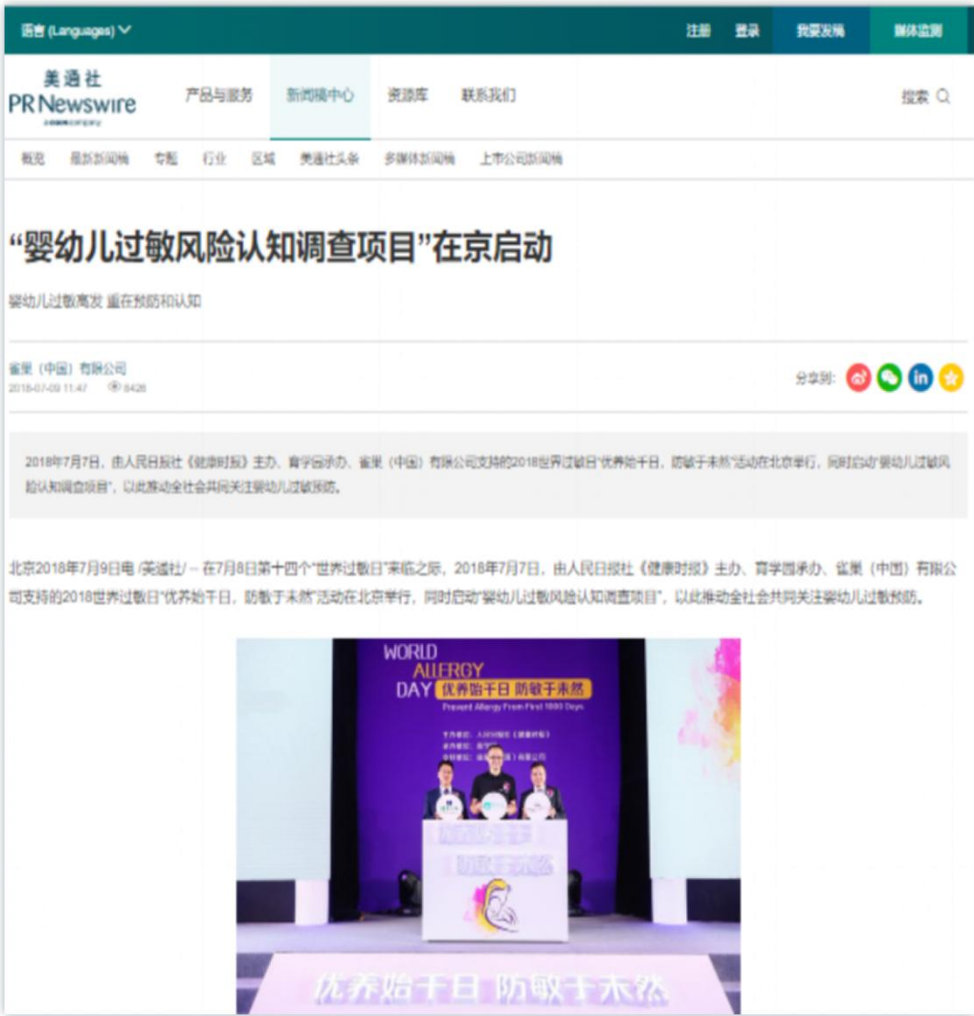 语言 (Languages)
注册 登录 我要发稿 媒体监测
美通社
PR Newswire
产品与服务 新闻稿中心 资源库 联系我们
搜索
概览 最新新闻稿 专题 行业 区域 美通社头条 多媒体新闻稿 上市公司新闻稿
“婴幼儿过敏风险认知调查项目”在京启动
婴幼儿过敏高发 重在预防和认知
雀巢（中国）有限公司
2018-07-09 11:47 8426
分享到:
2018年7月7日，由人民日报社《健康时报》主办、育学园承办、雀巢（中国）有限公司支持的2018世界过敏日“优养始千日，防敏于未然”活动在北京举行，同时启动“婴幼儿过敏风
险认知调查项目”，以此推动全社会共同关注婴幼儿过敏预防。
北京2018年7月9日电 /美通社/ -- 在7月8日第十四个“世界过敏日”来临之际，2018年7月7日，由人民日报社《健康时报》主办、育学园承办、雀巢（中国）有限公
司支持的2018世界过敏日“优养始千日，防敏于未然”活动在北京举行，同时启动“婴幼儿过敏风险认知调查项目”，以此推动全社会共同关注婴幼儿过敏预防。
WORLD
ALLERGY
DAY 优养始千日 防敏于未然
Prevent Allergy From First 1000 Days
主办单位：人民日报社《健康时报》
优养始千日 防敏于未然